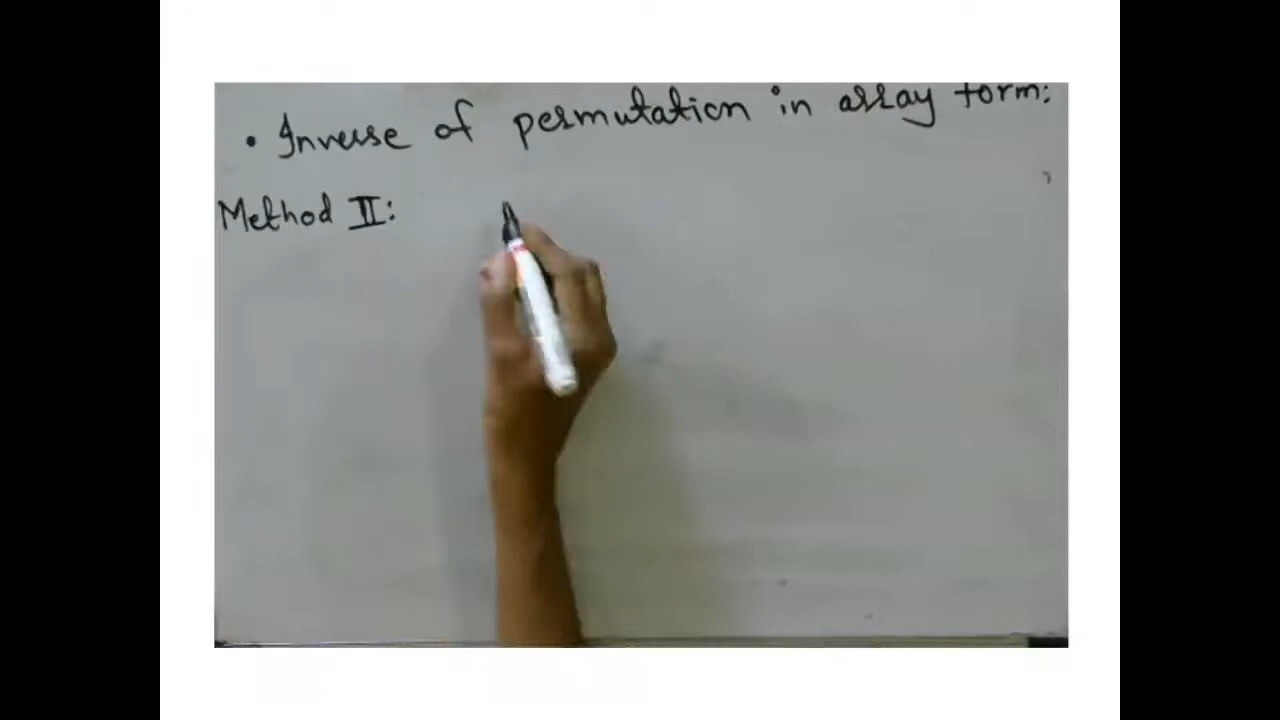 • Inverse of permutation in array form:
Method II: